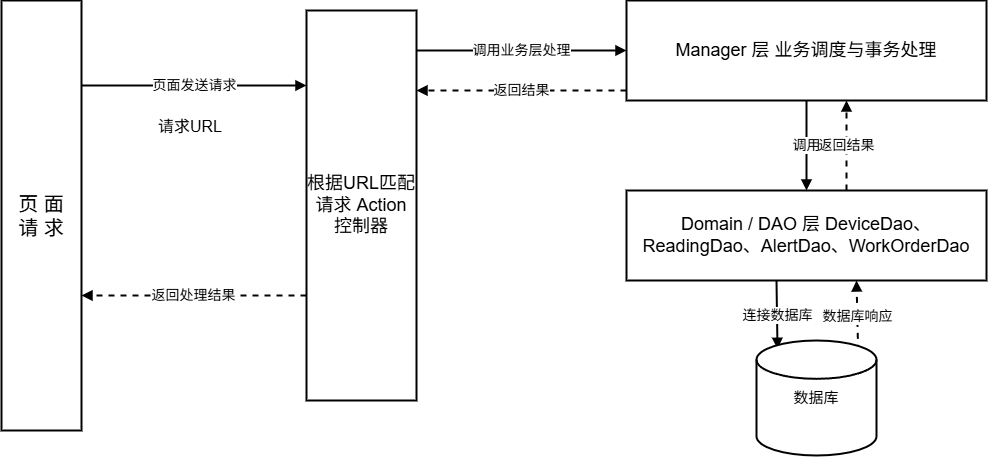 页 面
请 求
页面发送请求
请求URL
返回处理结果
根据URL匹配
请求 Action
控制器
调用业务层处理
返回结果
Manager 层 业务调度与事务处理
调用
返回结果
Domain / DAO 层 DeviceDao、
ReadingDao、AlertDao、WorkOrderDao
连接数据库
数据库响应
数据库